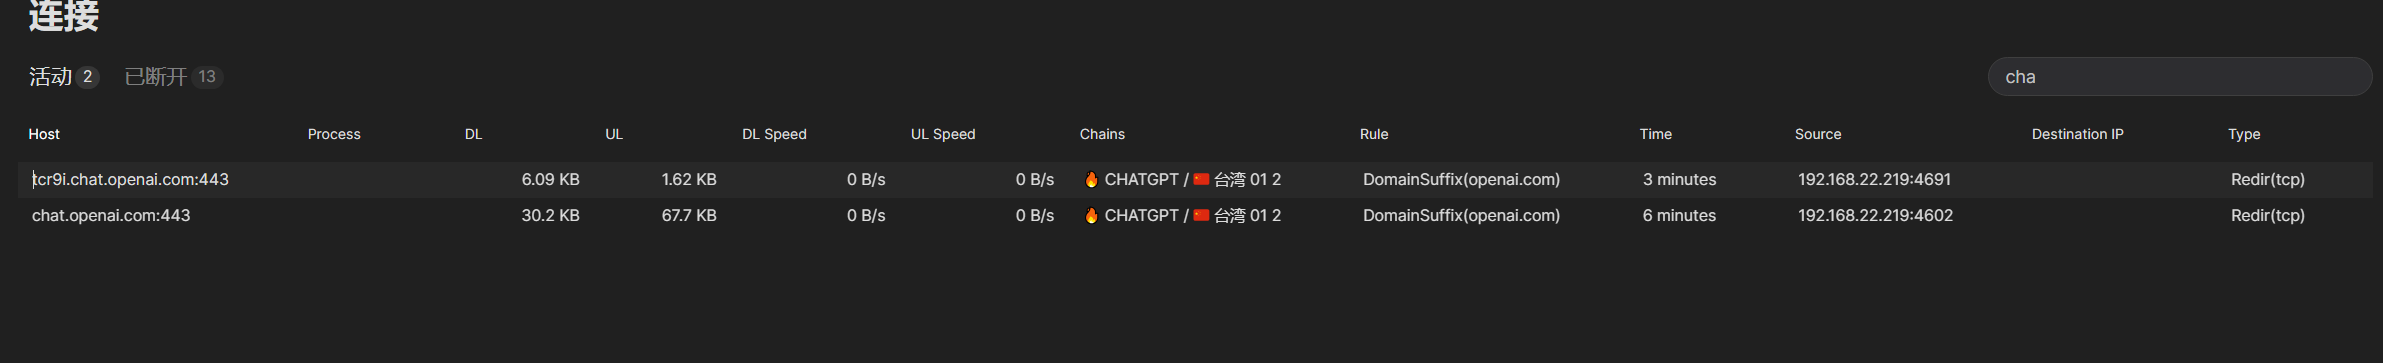 连接
活动 2 已断开 13 cha
Host Process DL UL DL Speed UL Speed Chains Rule Time Source Destination IP Type
tcr9i.chat.openai.com:443 6.09 KB 1.62 KB 0 B/s 0 B/s 🔥 CHATGPT / 🇨🇳 台湾 01 2 DomainSuffix(openai.com) 3 minutes 192.168.22.219:4691 Redir(tcp)
chat.openai.com:443 30.2 KB 67.7 KB 0 B/s 0 B/s 🔥 CHATGPT / 🇨🇳 台湾 01 2 DomainSuffix(openai.com) 6 minutes 192.168.22.219:4602 Redir(tcp)